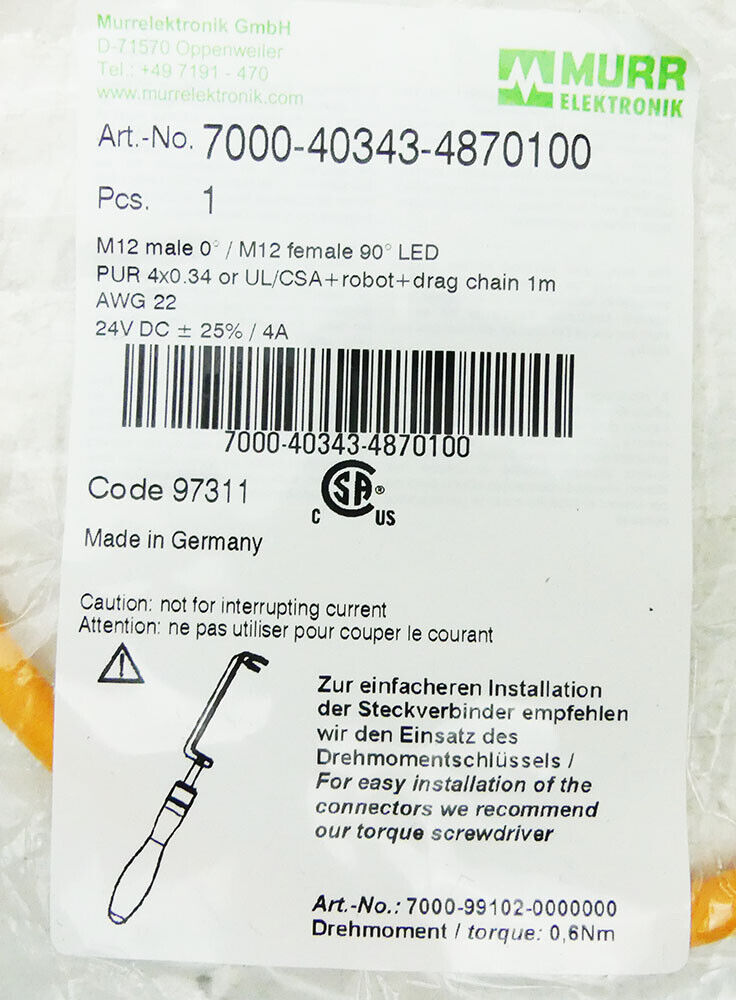 Murrelektronik GmbH
D-71570 Oppenweiler
Tel.: +49 7191 - 470
www.murrelektronik.com
MURR
ELEKTRONIK
Art.-No. 7000-40343-4870100
Pcs. 1
M12 male 0° / M12 female 90° LED
PUR 4x0.34 or UL/CSA+robot+drag chain 1m
AWG 22
24V DC ± 25% / 4A
7000-40343-4870100
Code 97311
C SA ® US
Made in Germany
Caution: not for interrupting current
Attention: ne pas utiliser pour couper le courant
Zur einfacheren Installation
der Steckverbinder empfehlen
wir den Einsatz des
Drehmomentschlüssels /
For easy installation of the
connectors we recommend
our torque screwdriver
Art.-No.: 7000-99102-0000000
Drehmoment / torque: 0,6Nm